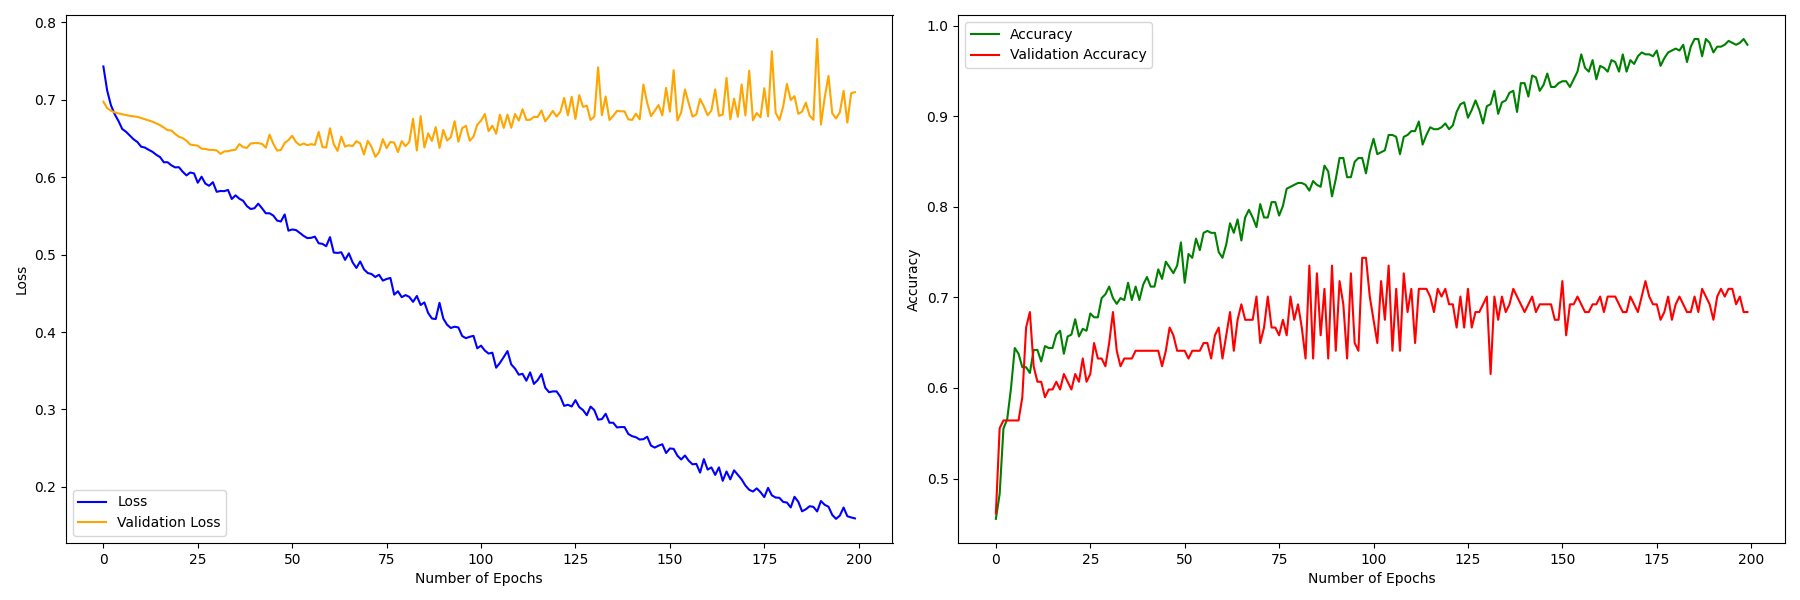 0.8
0.7
0.6
0.5
0.4
0.3
0.2
Loss
Loss
Validation Loss
0 25 50 75 100 125 150 175 200
Number of Epochs
1.0
0.9
0.8
0.7
0.6
0.5
Accuracy
Accuracy
Validation Accuracy
0 25 50 75 100 125 150 175 200
Number of Epochs